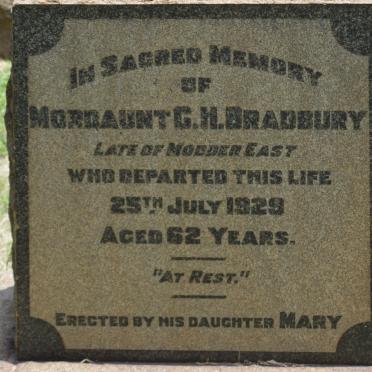 IN SACRED MEMORY
OF
MORDAUNT C. H. BRADBURY
LATE OF MODDER EAST
WHO DEPARTED THIS LIFE
25TH JULY 1929
AGED 62 YEARS.
"AT REST."
ERECTED BY HIS DAUGHTER MARY